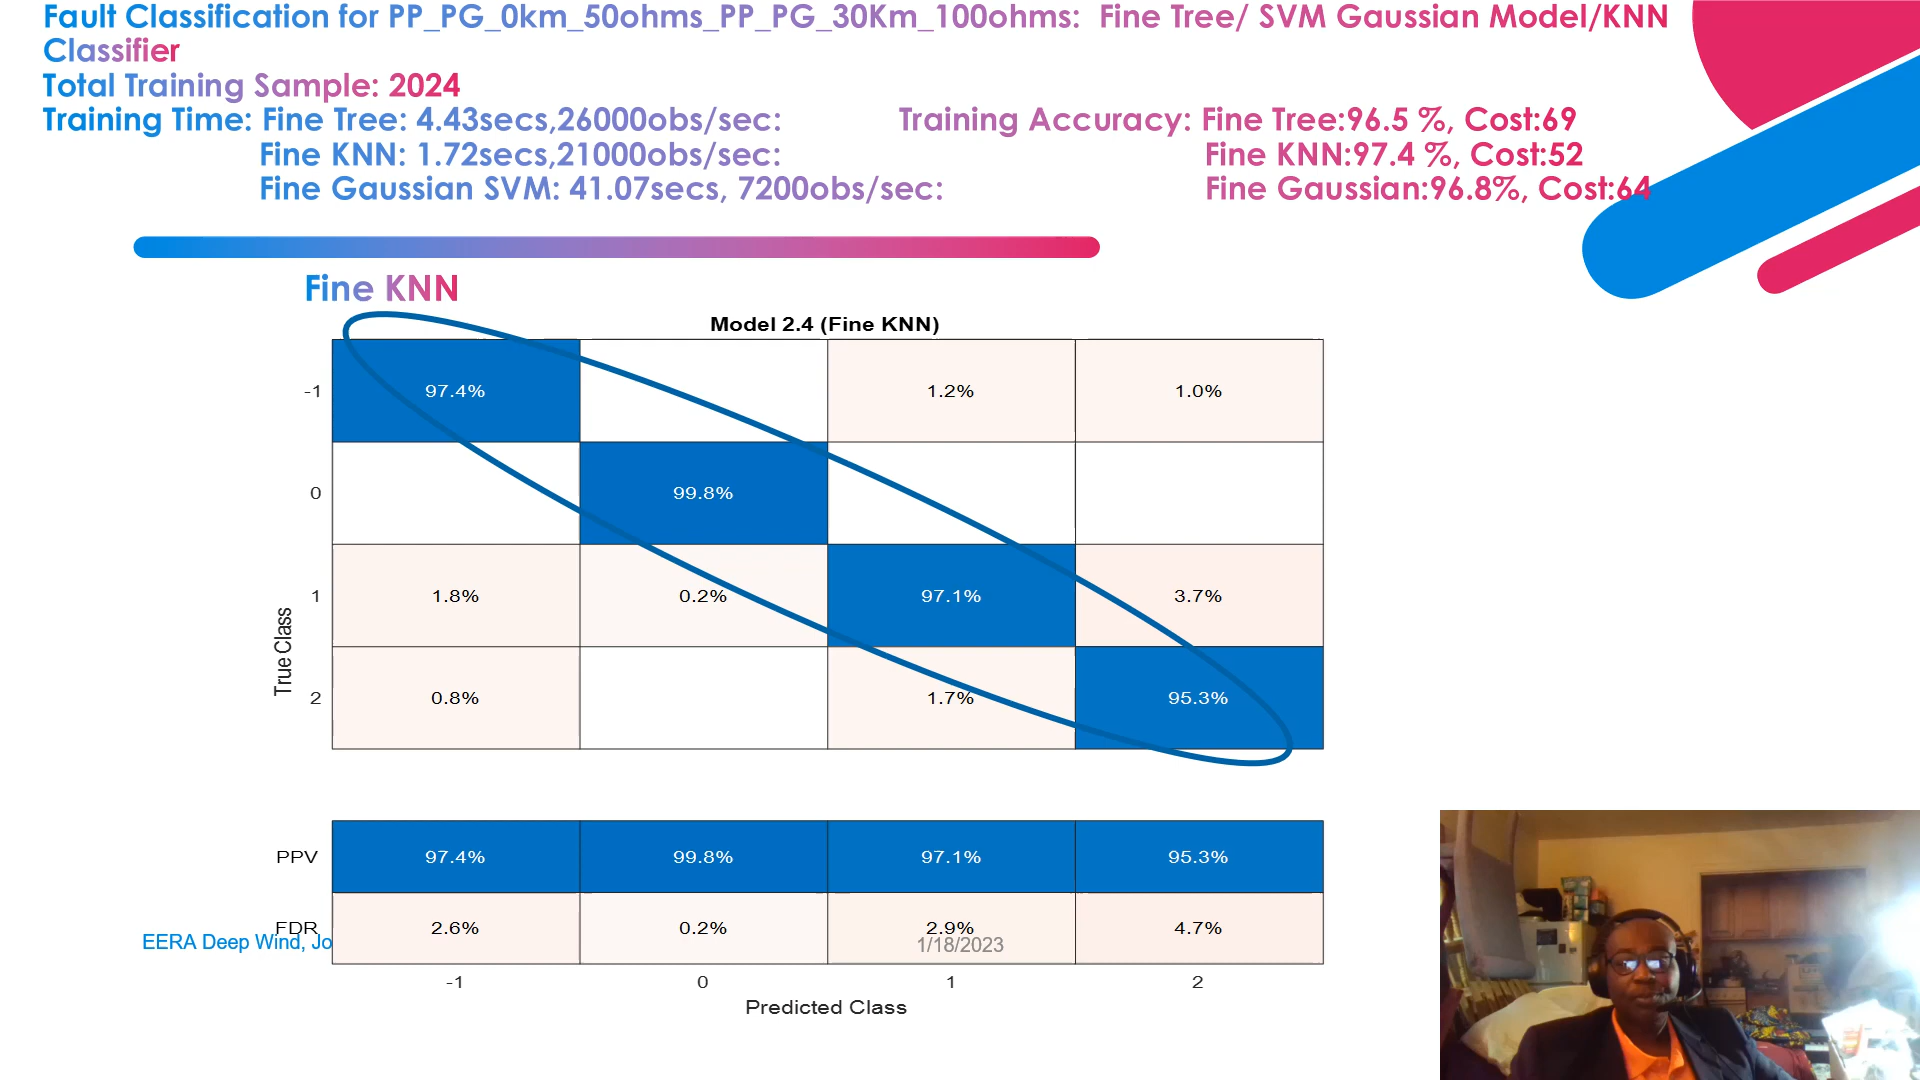 Fault Classification for PP_PG_0km_50ohms_PP_PG_30Km_100ohms: Fine Tree/ SVM Gaussian Model/KNN
Classifier
Total Training Sample: 2024
Training Time: Fine Tree: 4.43secs,26000obs/sec: Training Accuracy: Fine Tree:96.5 %, Cost:69
Fine KNN: 1.72secs,21000obs/sec: Fine KNN:97.4 %, Cost:52
Fine Gaussian SVM: 41.07secs, 7200obs/sec: Fine Gaussian:96.8%, Cost:64
Fine KNN
Model 2.4 (Fine KNN)
-1 97.4% 1.2% 1.0%
0 99.8%
1 1.8% 0.2% 97.1% 3.7%
2 0.8% 1.7% 95.3%
True Class
PPV 97.4% 99.8% 97.1% 95.3%
FDR 2.6% 0.2% 2.9% 4.7%
EERA Deep Wind, Jo 1/18/2023
-1 0 1 2
Predicted Class